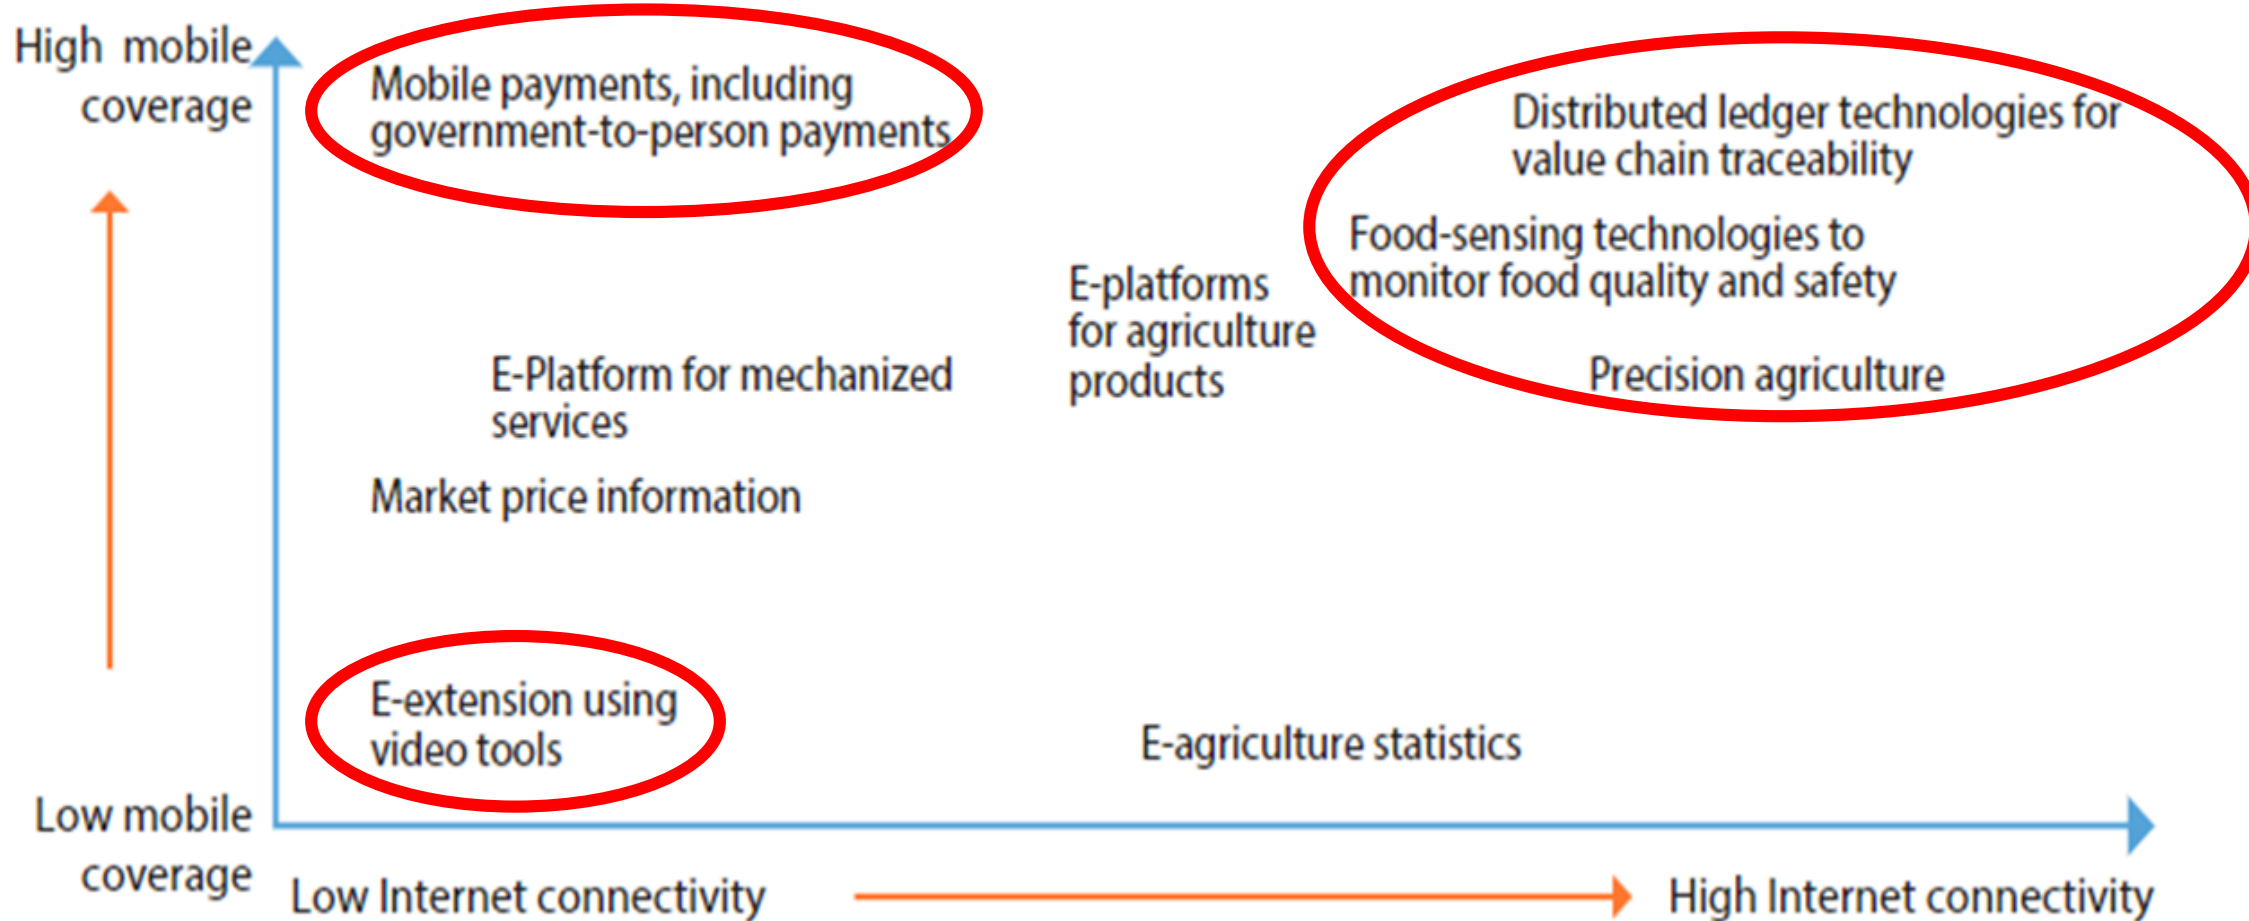 High mobile
coverage
Mobile payments, including
government-to-person payments
Distributed ledger technologies for
value chain traceability
Food-sensing technologies to
monitor food quality and safety
E-platforms
for agriculture
products
Precision agriculture
E-Platform for mechanized
services
Market price information
E-extension using
video tools
E-agriculture statistics
Low mobile
coverage
Low Internet connectivity
High Internet connectivity